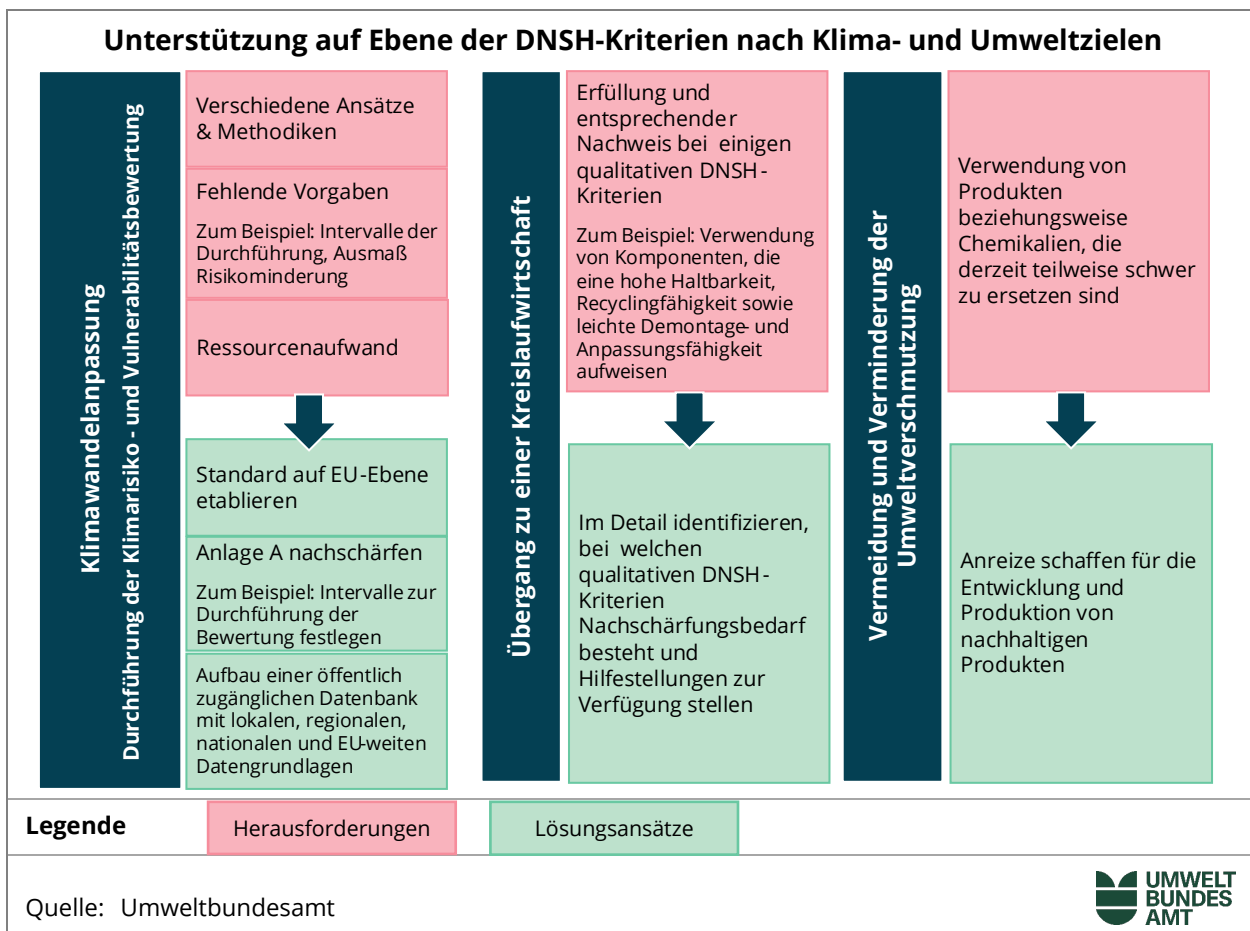 Unterstützung auf Ebene der DNSH-Kriterien nach Klima- und Umweltzielen
Klimawandelanpassung
Durchführung der Klimarisiko - und Vulnerabilitätsbewertung
Verschiedene Ansätze
& Methodiken
Fehlende Vorgaben
Zum Beispiel: Intervalle der
Durchführung, Ausmaß
Risikominderung
Ressourcenaufwand
Standard auf EU-Ebene
etablieren
Anlage A nachschärfen
Zum Beispiel: Intervalle zur
Durchführung der
Bewertung festlegen
Aufbau einer öffentlich
zugänglichen Datenbank
mit lokalen, regionalen,
nationalen und EU-weiten
Datengrundlagen
Übergang zu einer Kreislaufwirtschaft
Erfüllung und
entsprechender
Nachweis bei einigen
qualitativen DNSH-
Kriterien
Zum Beispiel: Verwendung
von Komponenten, die
eine hohe Haltbarkeit,
Recyclingfähigkeit sowie
leichte Demontage- und
Anpassungsfähigkeit
aufweisen
Im Detail identifizieren,
bei welchen
qualitativen DNSH-
Kriterien
Nachschärfungsbedarf
besteht und
Hilfestellungen zur
Verfügung stellen
Vermeidung und Verminderung der
Umweltverschmutzung
Verwendung von
Produkten
beziehungsweise
Chemikalien, die
derzeit teilweise schwer
zu ersetzen sind
Anreize schaffen für die
Entwicklung und
Produktion von
nachhaltigen
Produkten
Legende
Herausforderungen
Lösungsansätze
Quelle: Umweltbundesamt
UMWELT
BUNDES
AMT